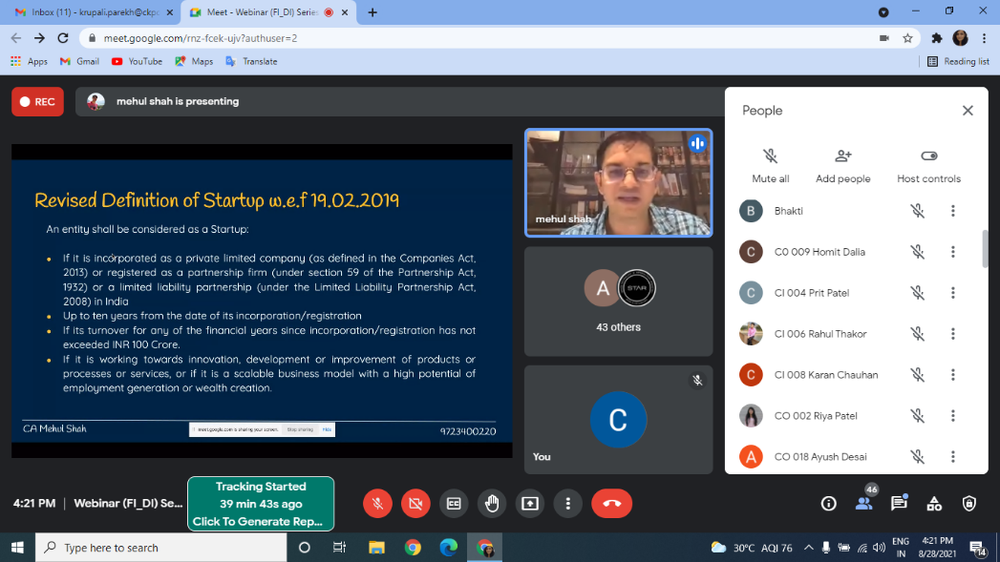 Inbox (11) - krupali.parekh@ckpc
Meet - Webinar (FI_DI) Series
meet.google.com/rnz-fcek-ujv?authuser=2
Apps
Gmail
YouTube
Maps
Translate
Reading list
REC
mehul shah is presenting
Revised Definition of Startup w.e.f 19.02.2019
An entity shall be considered as a Startup:
If it is incorporated as a private limited company (as defined in the Companies Act,
2013) or registered as a partnership firm (under section 59 of the Partnership Act,
1932) or a limited liability partnership (under the Limited Liability Partnership Act,
2008) in India
Up to ten years from the date of its incorporation/registration
If its turnover for any of the financial years since incorporation/registration has not
exceeded INR 100 Crore.
If it is working towards innovation, development or improvement of products or
processes or services, or if it is a scalable business model with a high potential of
employment generation or wealth creation.
CA Mehul Shah
meet.google.com is sharing your screen.
Stop sharing
Hide
9723400220
mehul shah
A
STAR
43 others
C
You
People
Mute all
Add people
Host controls
B
Bhakti
C
C0 009 Homit Dalia
C
CI 004 Prit Patel
CI 006 Rahul Thakor
C
CI 008 Karan Chauhan
CO 002 Riya Patel
A
CO 018 Ayush Desai
4:21 PM | Webinar (FI_DI) Se...
Tracking Started
39 min 43s ago
Click To Generate Rep...
46
Type here to search
30°C AQI 76
ENG
IN
4:21 PM
8/28/2021
14